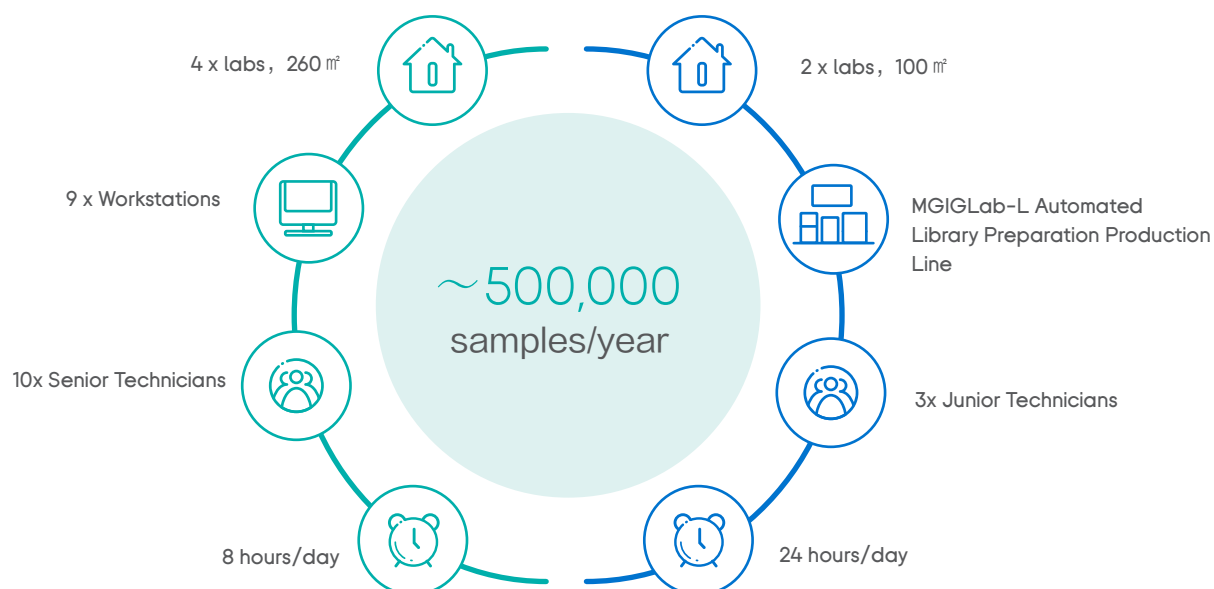 4 x labs，260 ㎡
2 x labs，100 ㎡
9 x Workstations
MGIGLab-L Automated
Library Preparation Production
Line
～500,000
samples/year
10x Senior Technicians
3x Junior Technicians
8 hours/day
24 hours/day